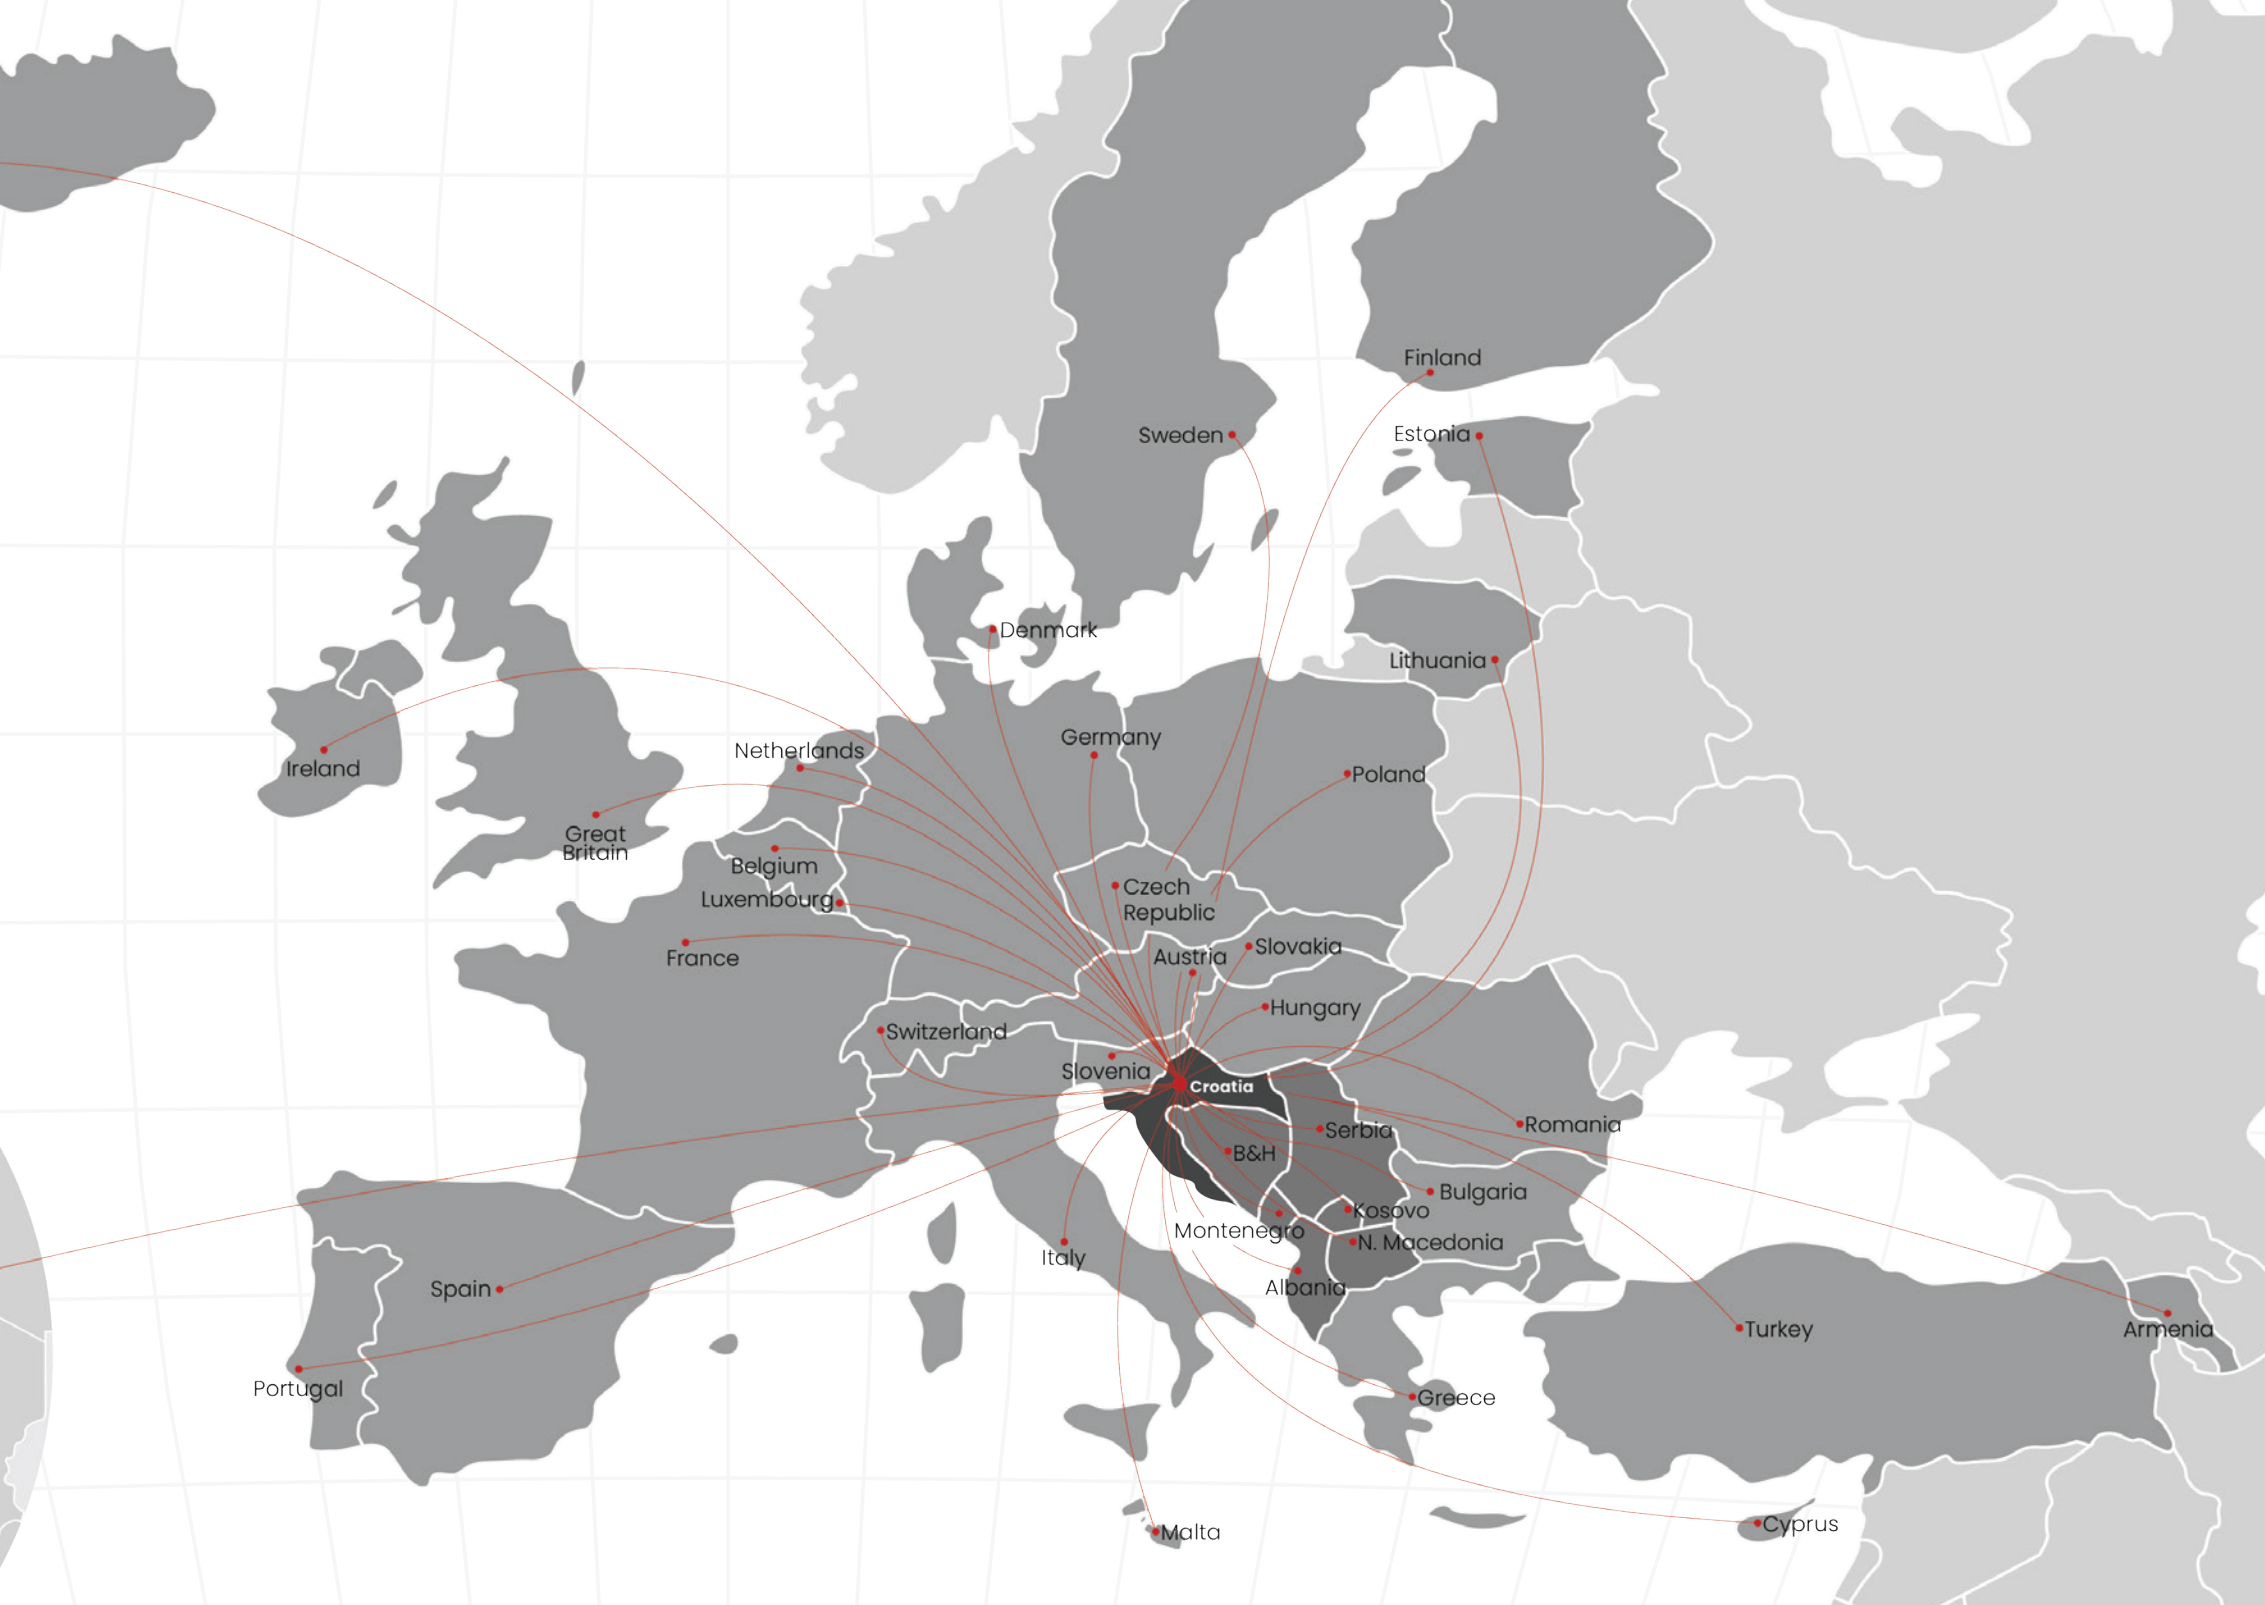 Finland
Sweden
Estonia
Denmark
Lithuania
Germany
Netherlands
Ireland
Poland
Great
Britain
Belgium
Czech
Republic
Luxembourg
Slovakia
France
Austria
Hungary
Switzerland
Slovenia
Croatia
Romania
Serbia
B&H
Bulgaria
Kosovo
Montenegro
N. Macedonia
Italy
Albania
Spain
Turkey
Armenia
Portugal
Greece
Cyprus
Malta